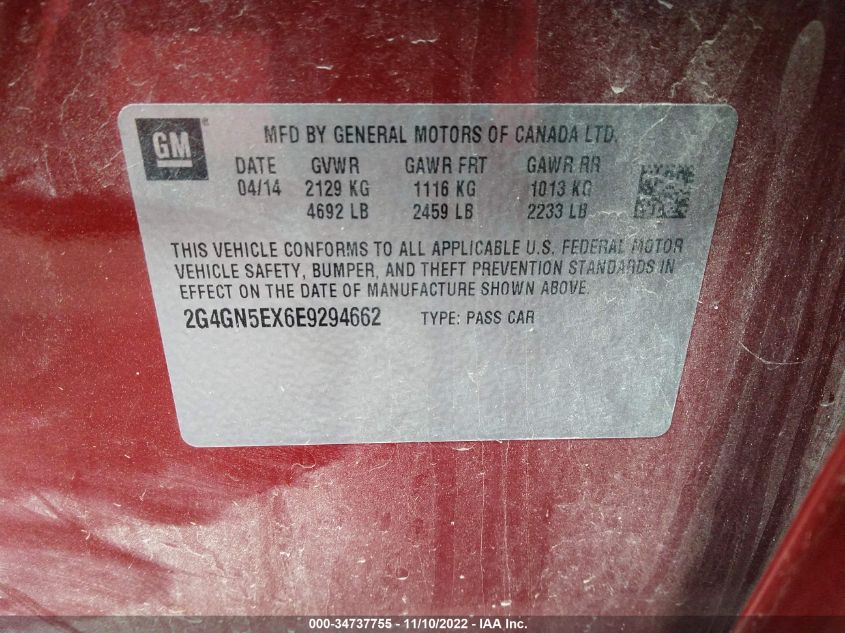 GM
MFD BY GENERAL MOTORS OF CANADA LTD.
DATE GVWR GAWR FRT GAWR RR
04/14 2129 KG 1116 KG 1013 KG
4692 LB 2459 LB 2233 LB
THIS VEHICLE CONFORMS TO ALL APPLICABLE U.S. FEDERAL MOTOR
VEHICLE SAFETY, BUMPER, AND THEFT PREVENTION STANDARDS IN
EFFECT ON THE DATE OF MANUFACTURE SHOWN ABOVE.
2G4GN5EX6E9294662 TYPE: PASS CAR
000-34737755 - 11/10/2022 - IAA Inc.